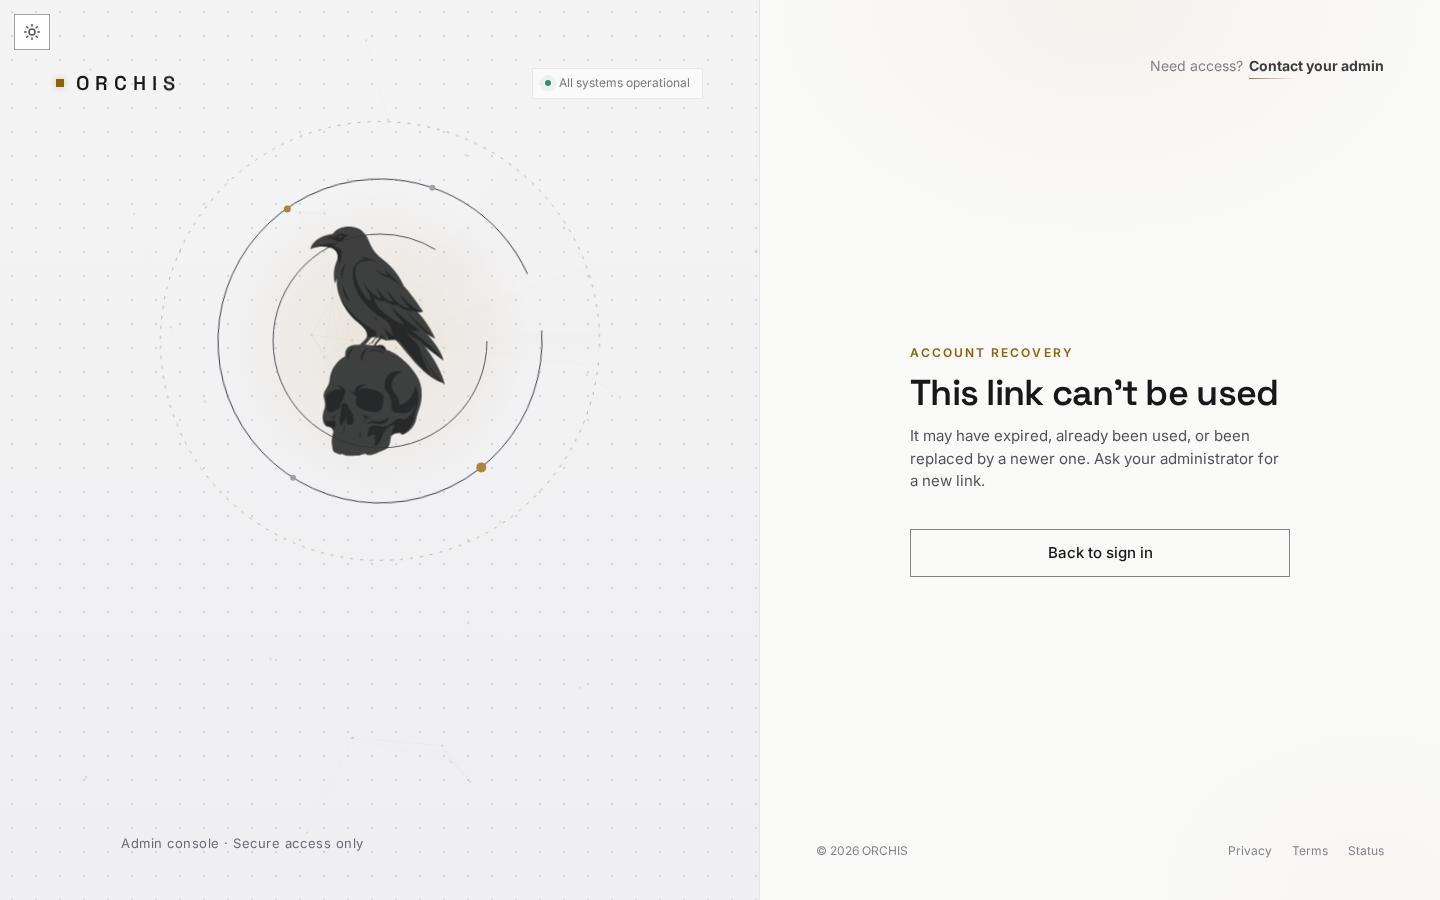 ORCHIS
All systems operational
Need access? Contact your admin
ACCOUNT RECOVERY
This link can’t be used
It may have expired, already been used, or been
replaced by a newer one. Ask your administrator for
a new link.
Back to sign in
Admin console · Secure access only
© 2026 ORCHIS
Privacy Terms Status